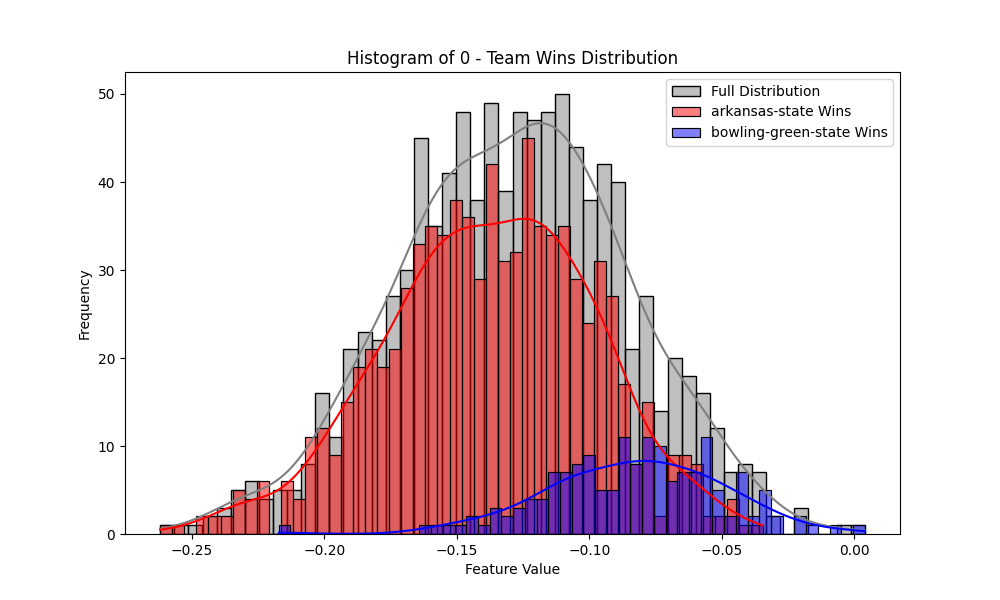 Histogram of 0 - Team Wins Distribution
Full Distribution
arkansas-state Wins
bowling-green-state Wins
Frequency
50
40
30
20
10
0
−0.25 −0.20 −0.15 −0.10 −0.05 0.00
Feature Value